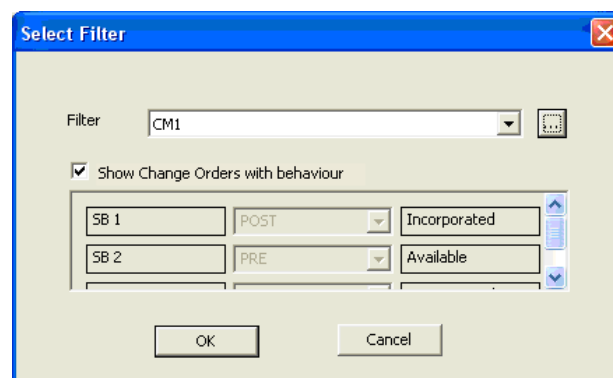 Select Filter
Filter CM1 ...
Show Change Orders with behaviour
SB 1 POST Incorporated
SB 2 PRE Available
OK Cancel